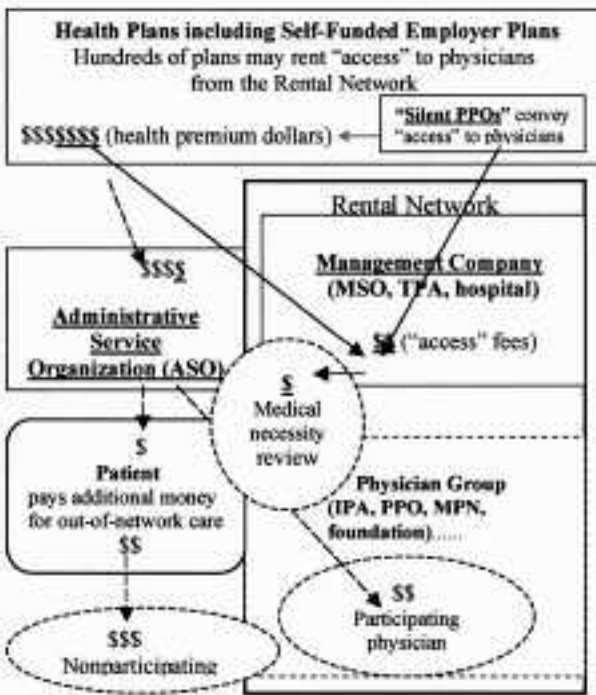 Health Plans including Self-Funded Employer Plans
Hundreds of plans may rent "access" to physicians
from the Rental Network
"Silent PPOs" convey
"access" to physicians
$$$$$$$ (health premium dollars)
Rental Network
$$$$
Administrative
Service
Organization (ASO)
Management Company
(MSO, TPA, hospital)
$$ ("access" fees)
$
Medical
necessity
review
$
Patient
pays additional money
for out-of-network care
$$
Physician Group
(IPA, PPO, MPN,
foundation)......
$$
Participating
physician
$$$
Nonparticipating